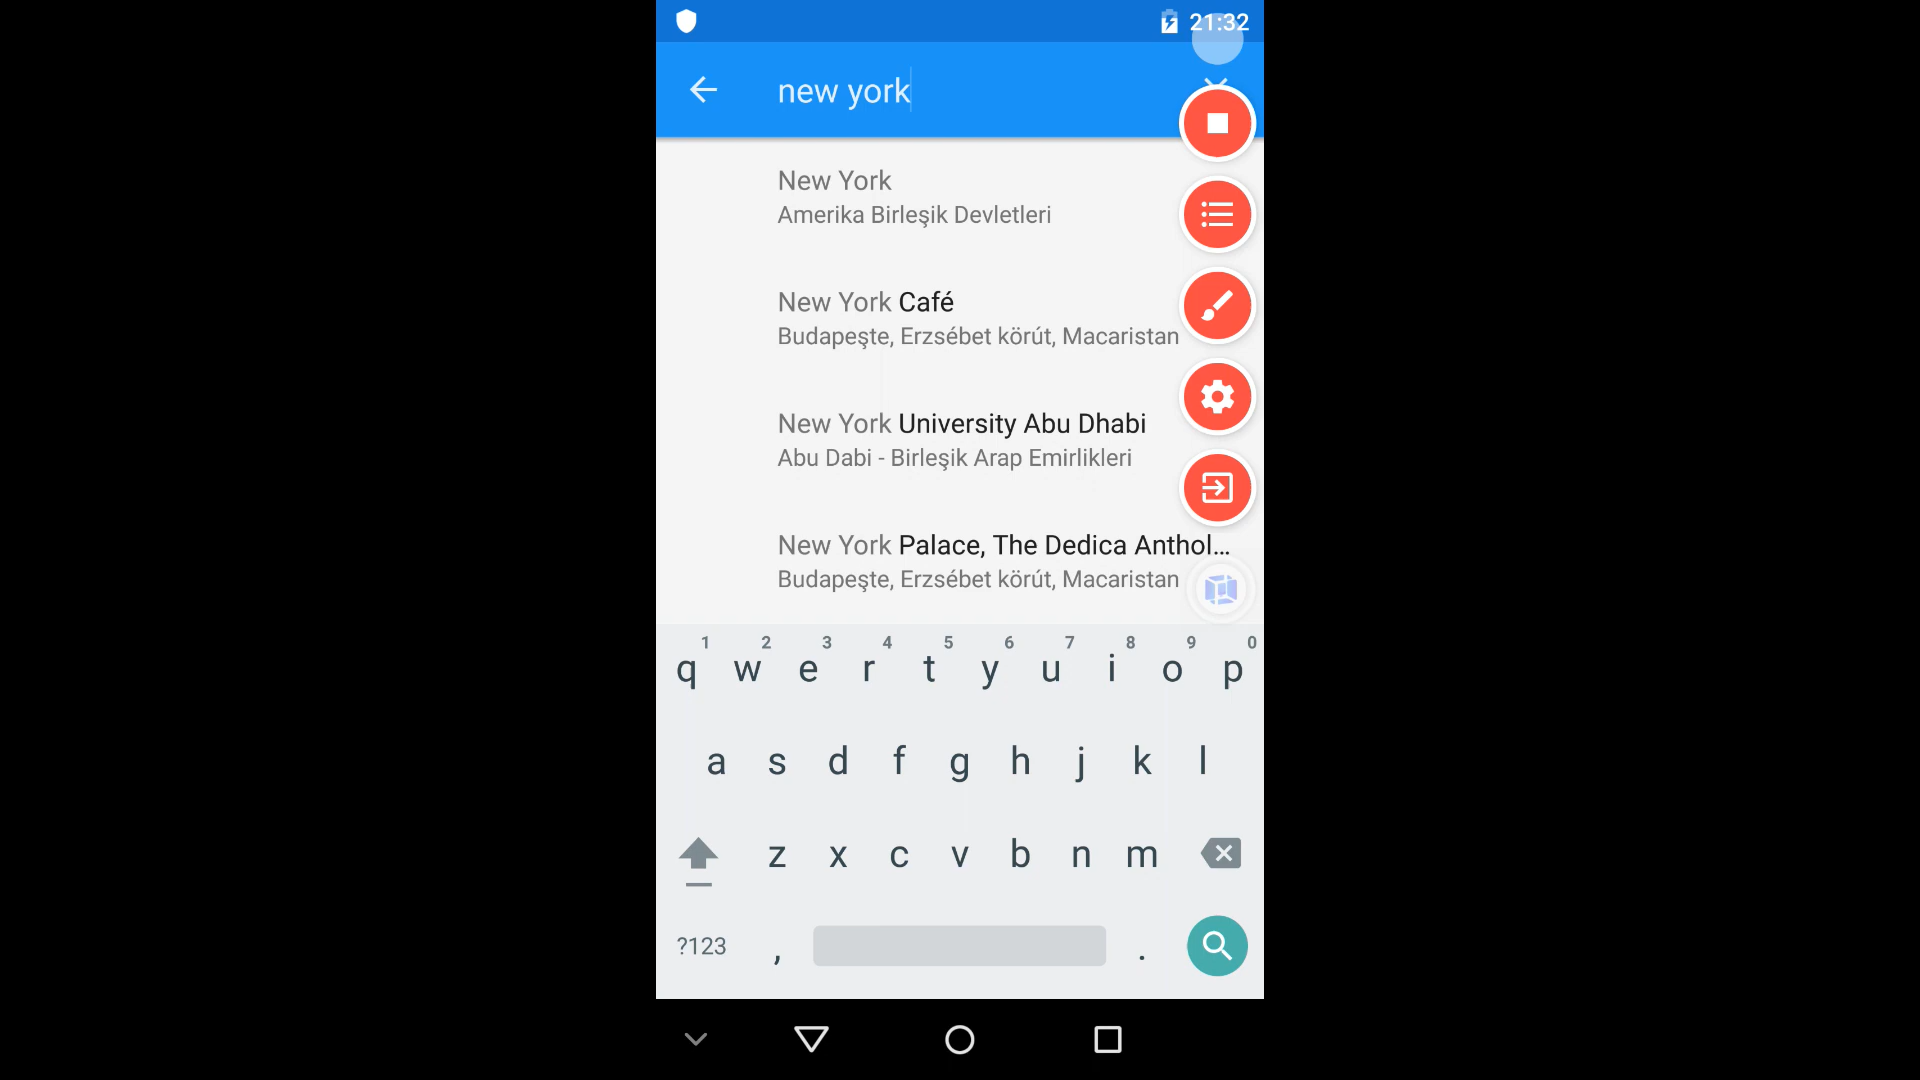 21:32
new york
New York
Amerika Birleşik Devletleri
New York Café
Budapeşte, Erzsébet körút, Macaristan
New York University Abu Dhabi
Abu Dabi - Birleşik Arap Emirlikleri
New York Palace, The Dedica Anthol...
Budapeşte, Erzsébet körút, Macaristan
1 2 3 4 5 6 7 8 9 0
q w e r t y u i o p
a s d f g h j k l
z x c v b n m
?123 , .